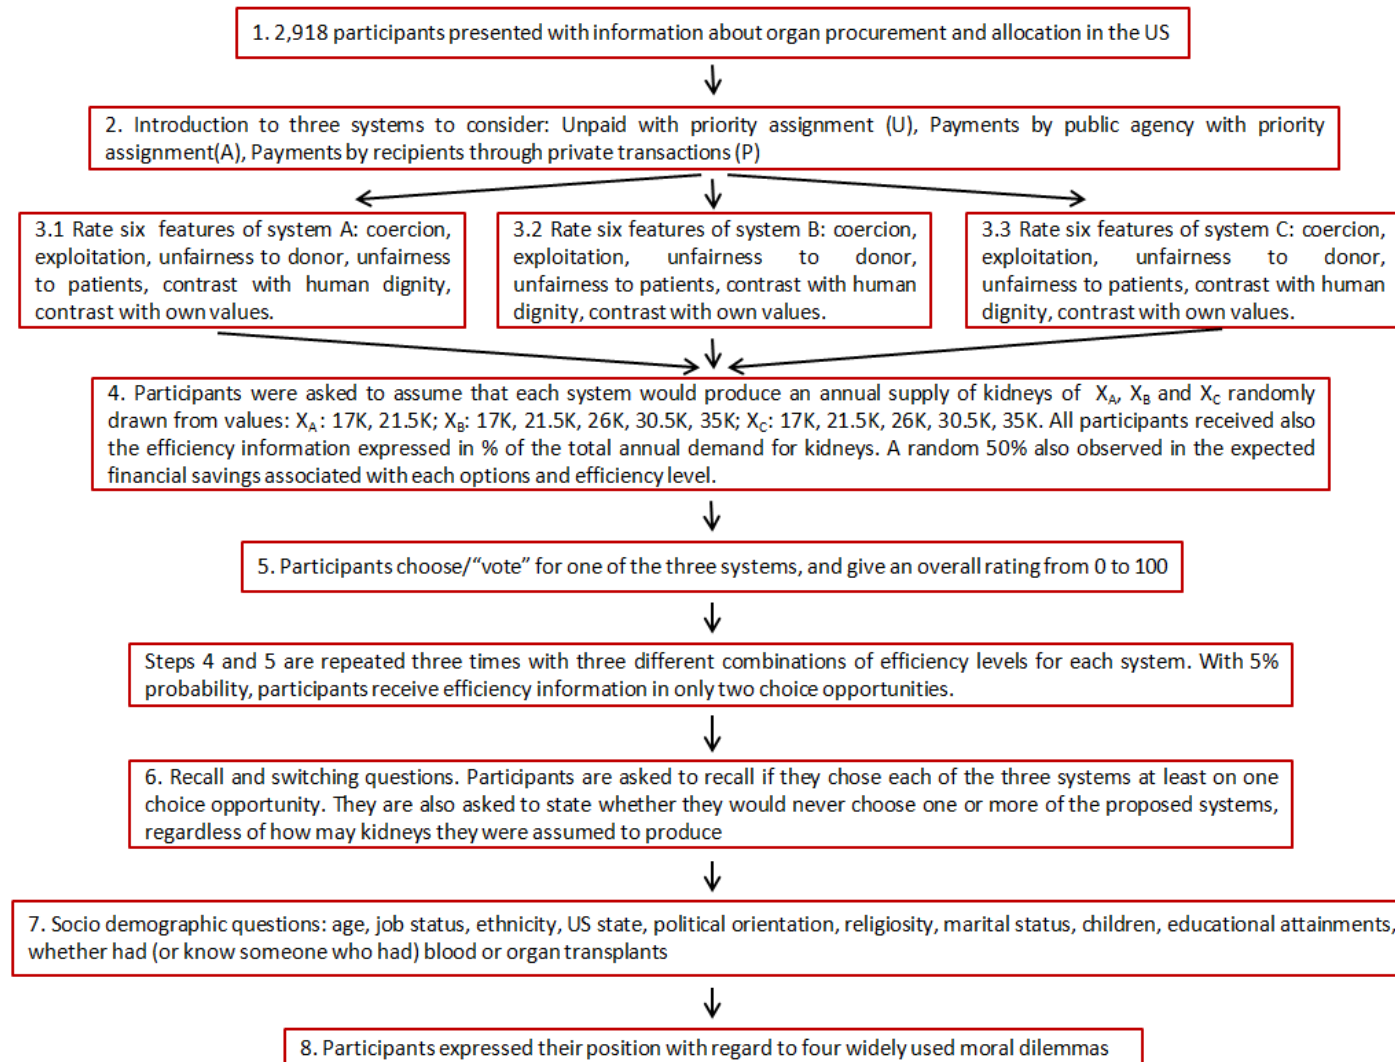 1. 2,918 participants presented with information about organ procurement and allocation in the US
2. Introduction to three systems to consider: Unpaid with priority assignment (U), Payments by public agency with priority
assignment(A), Payments by recipients through private transactions (P)
3.1 Rate six features of system A: coercion,
exploitation, unfairness to donor, unfairness
to patients, contrast with human dignity,
contrast with own values.
3.2 Rate six features of system B: coercion,
exploitation, unfairness to donor,
unfairness to patients, contrast with human
dignity, contrast with own values.
3.3 Rate six features of system C: coercion,
exploitation, unfairness to donor,
unfairness to patients, contrast with human
dignity, contrast with own values.
4. Participants were asked to assume that each system would produce an annual supply of kidneys of X_A, X_B and X_C randomly
drawn from values: X_A: 17K, 21.5K; X_B: 17K, 21.5K, 26K, 30.5K, 35K; X_C: 17K, 21.5K, 26K, 30.5K, 35K. All participants received also
the efficiency information expressed in % of the total annual demand for kidneys. A random 50% also observed in the expected
financial savings associated with each options and efficiency level.
5. Participants choose/“vote” for one of the three systems, and give an overall rating from 0 to 100
Steps 4 and 5 are repeated three times with three different combinations of efficiency levels for each system. With 5%
probability, participants receive efficiency information in only two choice opportunities.
6. Recall and switching questions. Participants are asked to recall if they chose each of the three systems at least on one
choice opportunity. They are also asked to state whether they would never choose one or more of the proposed systems,
regardless of how may kidneys they were assumed to produce
7. Socio demographic questions: age, job status, ethnicity, US state, political orientation, religiosity, marital status, children, educational attainments,
whether had (or know someone who had) blood or organ transplants
8. Participants expressed their position with regard to four widely used moral dilemmas